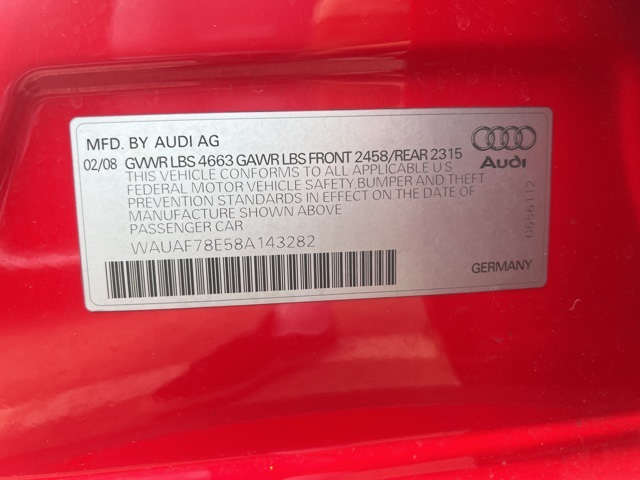 MFD. BY AUDI AG
02/08 GVWR LBS 4663 GAWR LBS FRONT 2458/REAR 2315
THIS VEHICLE CONFORMS TO ALL APPLICABLE U S
FEDERAL MOTOR VEHICLE SAFETY, BUMPER AND THEFT
PREVENTION STANDARDS IN EFFECT ON THE DATE OF
MANUFACTURE SHOWN ABOVE
PASSENGER CAR
WAUAF78E58A143282
Audi
0656112
GERMANY